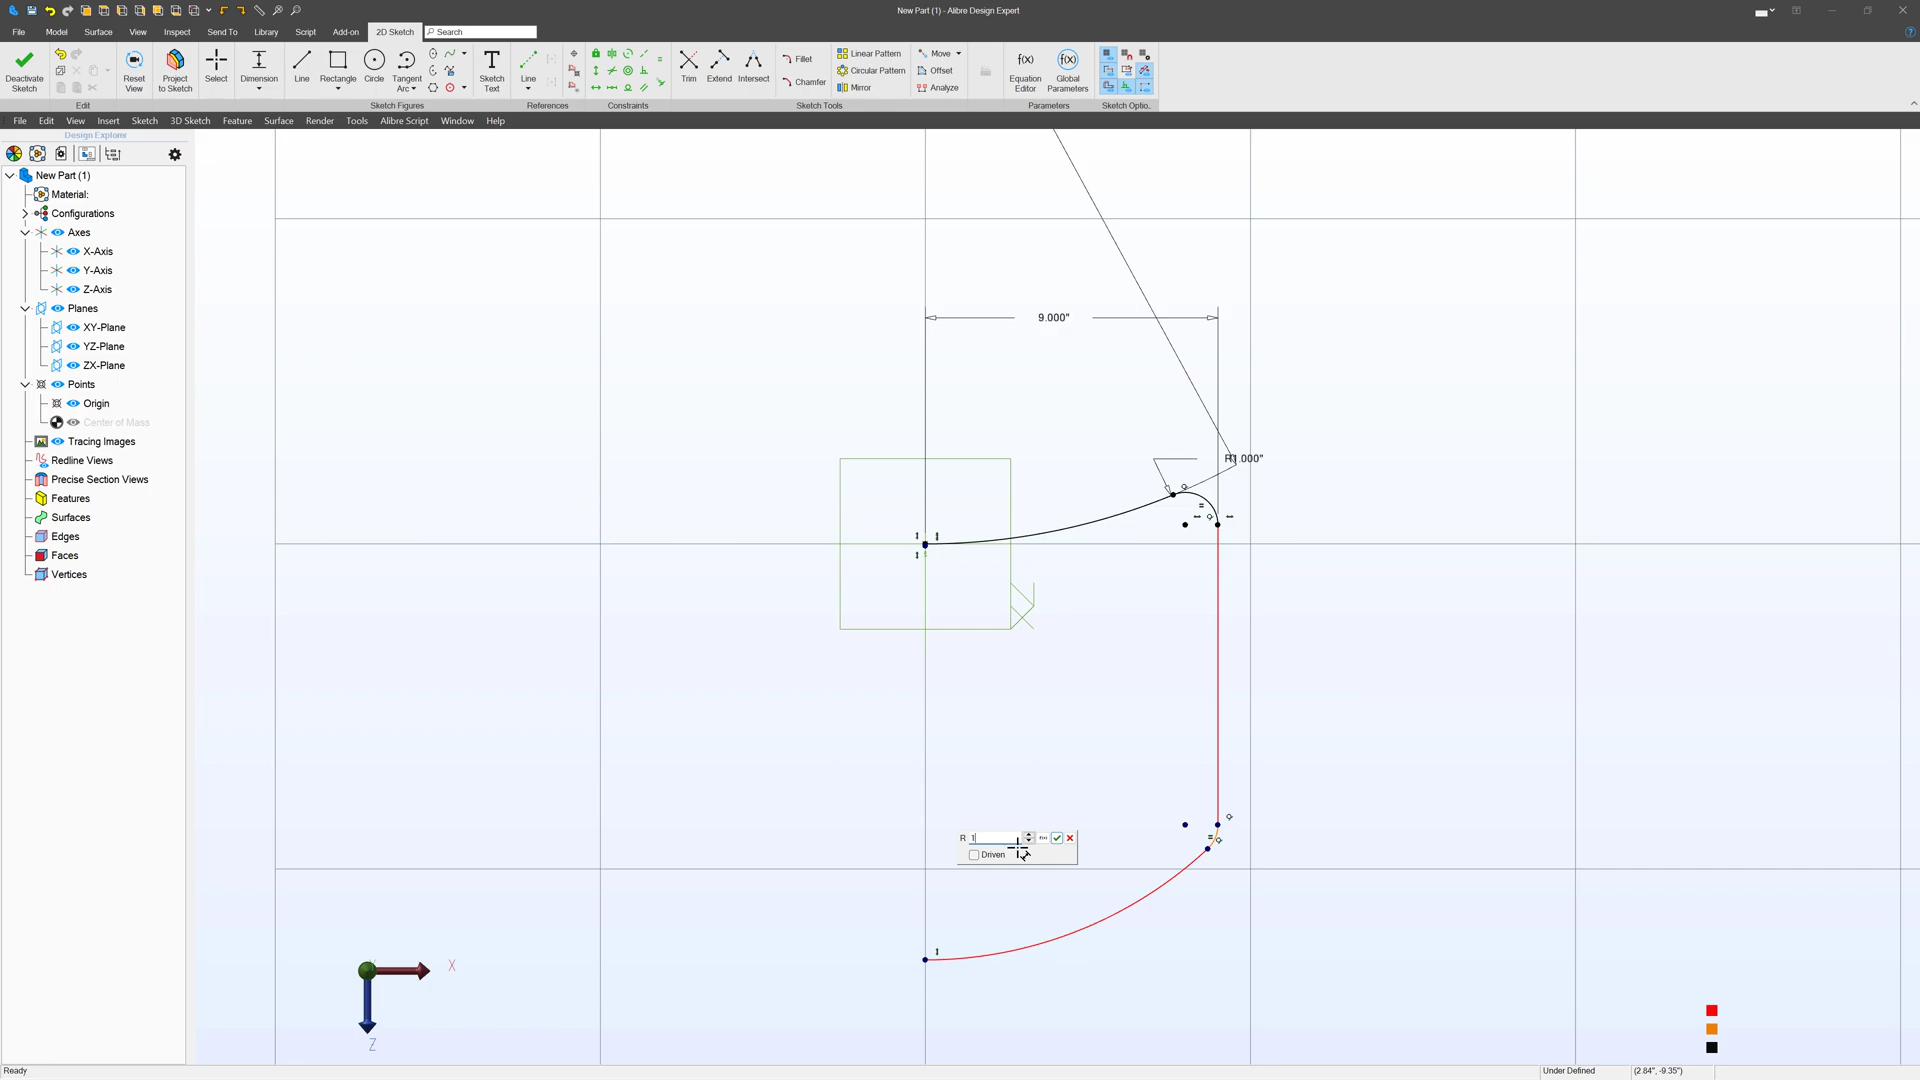 New Part (1) - Alibre Design Expert
File Model Surface View Inspect Send To Library Script Add-on 2D Sketch Search
Deactivate Sketch
Reset View
Project to Sketch
Select
Dimension
Line
Rectangle
Circle
Tangent Arc
Sketch Text
Line
Trim
Extend
Intersect
Fillet
Chamfer
Linear Pattern
Circular Pattern
Mirror
Move
Offset
Analyze
Equation Editor
Global Parameters
Edit
Sketch Figures
References
Constraints
Sketch Tools
Parameters
Sketch Optio..
File Edit View Insert Sketch 3D Sketch Feature Surface Render Tools Alibre Script Window Help
Design Explorer
New Part (1)
Material:
Configurations
Axes
X-Axis
Y-Axis
Z-Axis
Planes
XY-Plane
YZ-Plane
ZX-Plane
Points
Origin
Center of Mass
Tracing Images
Redline Views
Precise Section Views
Features
Surfaces
Edges
Faces
Vertices
9.000"
R1.000"
R 1
Driven
X
Z
Ready
Under Defined
(2.84", -9.35")